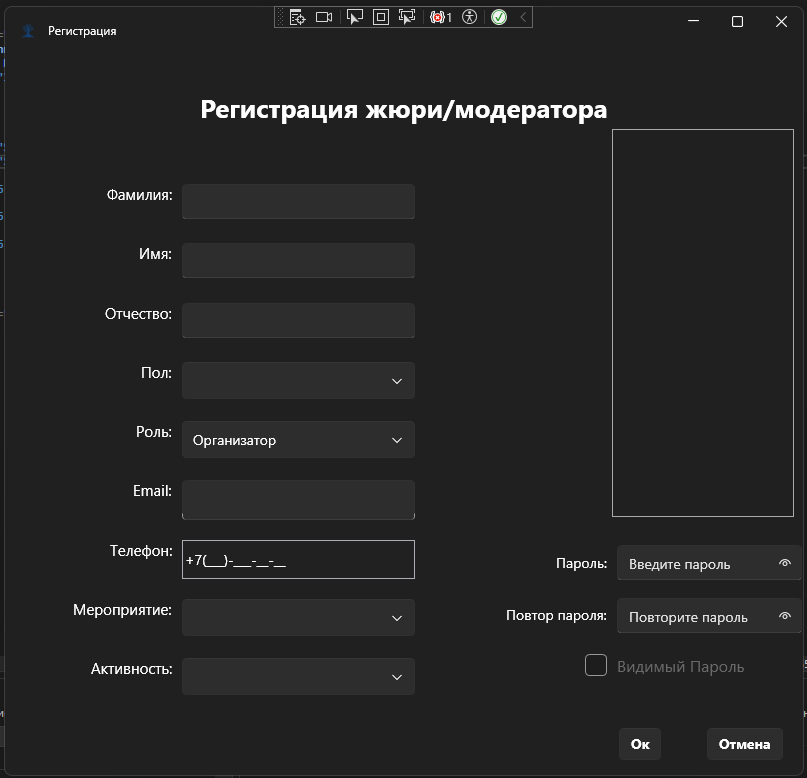 Регистрация
1
Регистрация жюри/модератора
Фамилия:
Имя:
Отчество:
Пол:
Роль: Организатор
Email:
Телефон: +7(___)-___-__-__
Мероприятие:
Активность:
Пароль: Введите пароль
Повтор пароля: Повторите пароль
Видимый Пароль
Ок Отмена